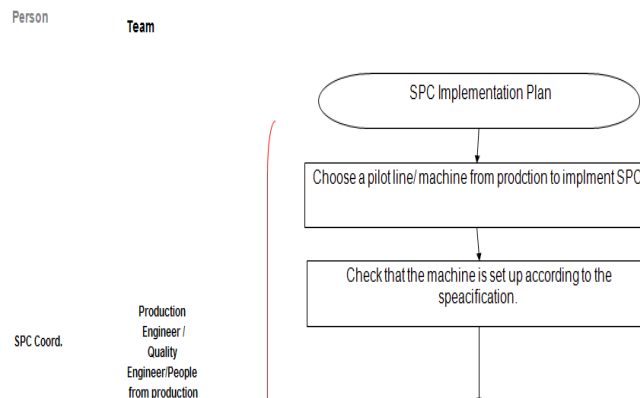 Person
Team
SPC Implementation Plan
Choose a pilot line/ machine from prodction to implment SPC
Check that the machine is set up according to the
speacification.
SPC Coord.
Production
Engineer /
Quality
Engineer/People
from production